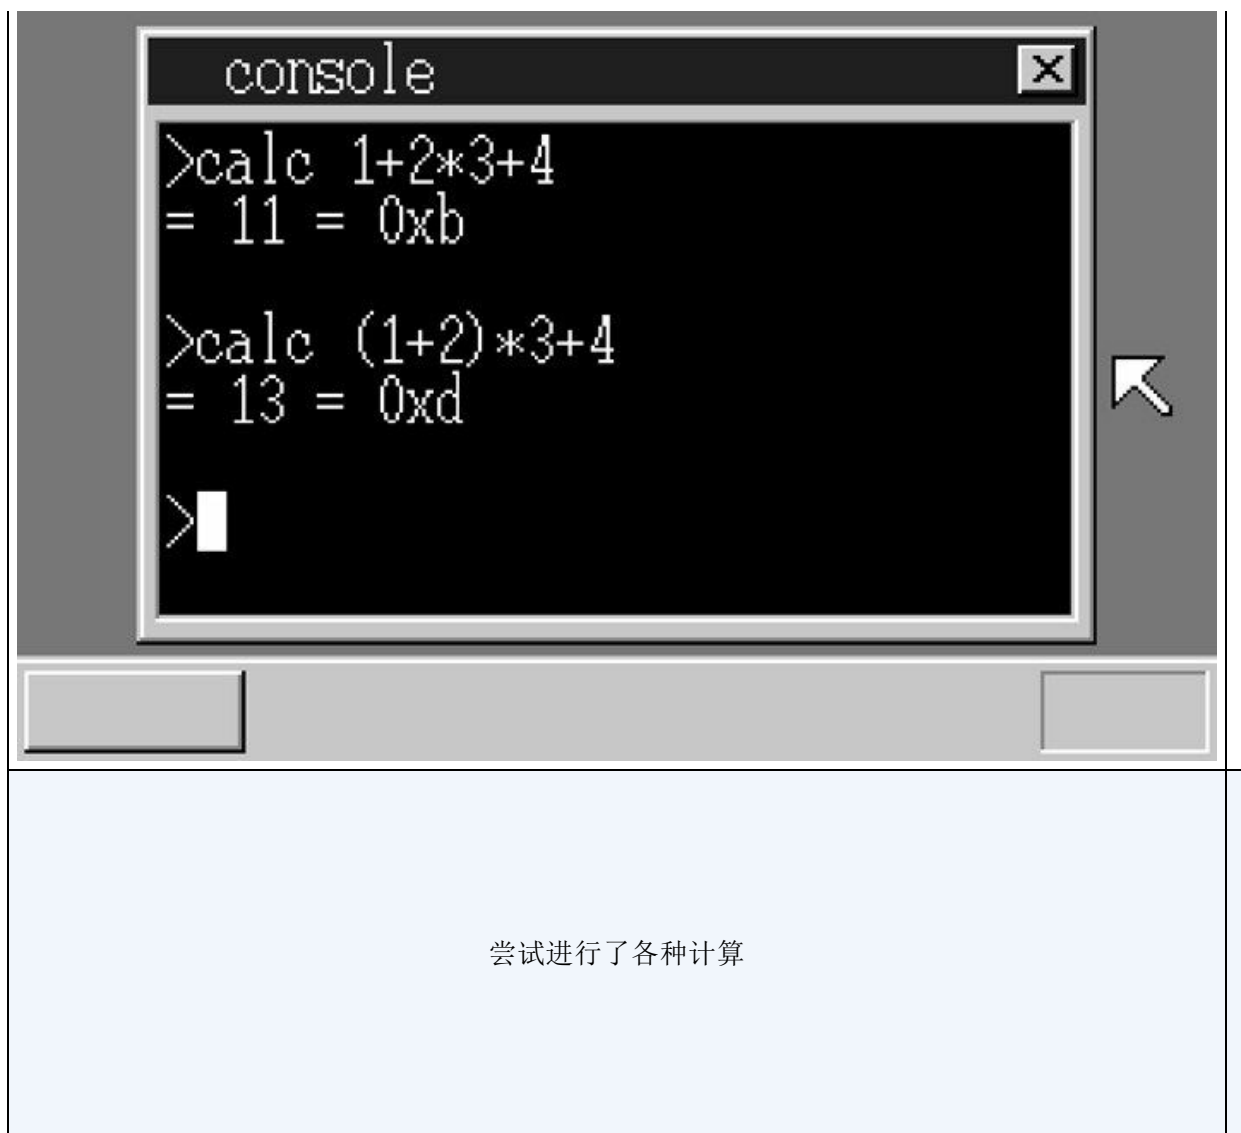 console
>calc 1+2*3+4
= 11 = 0xb
>calc (1+2)*3+4
= 13 = 0xd
>
尝试进行了各种计算